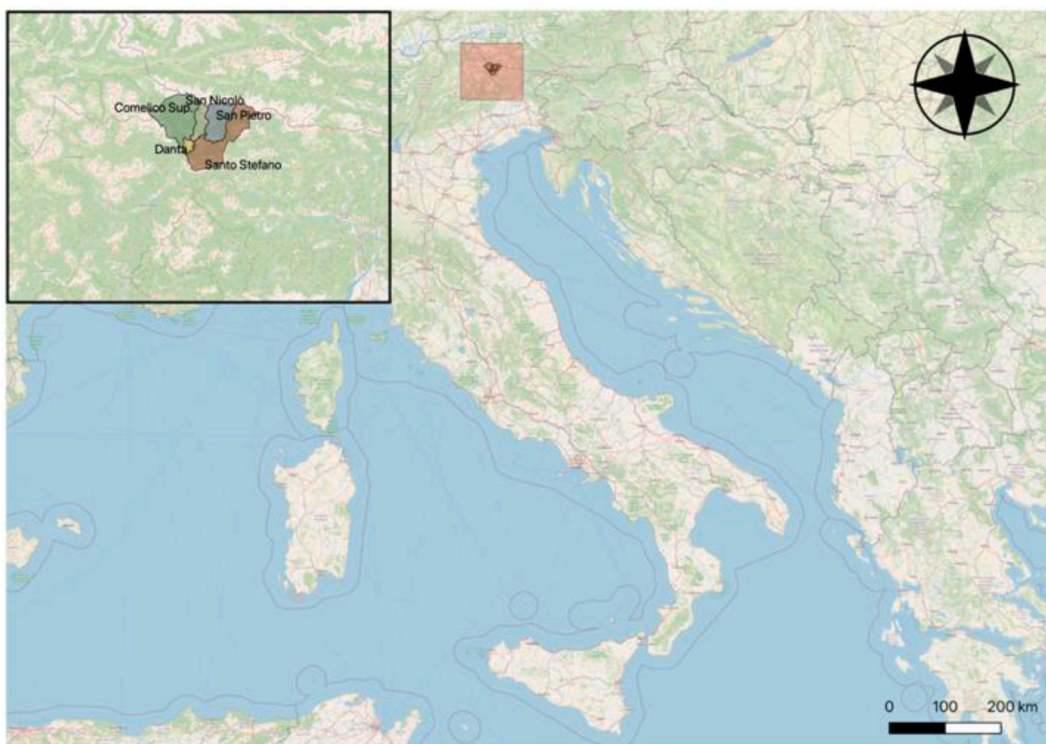 San Nicolò
Comelico Sup.
San Pietro
Danta
Santo Stefano
0 100 200 km